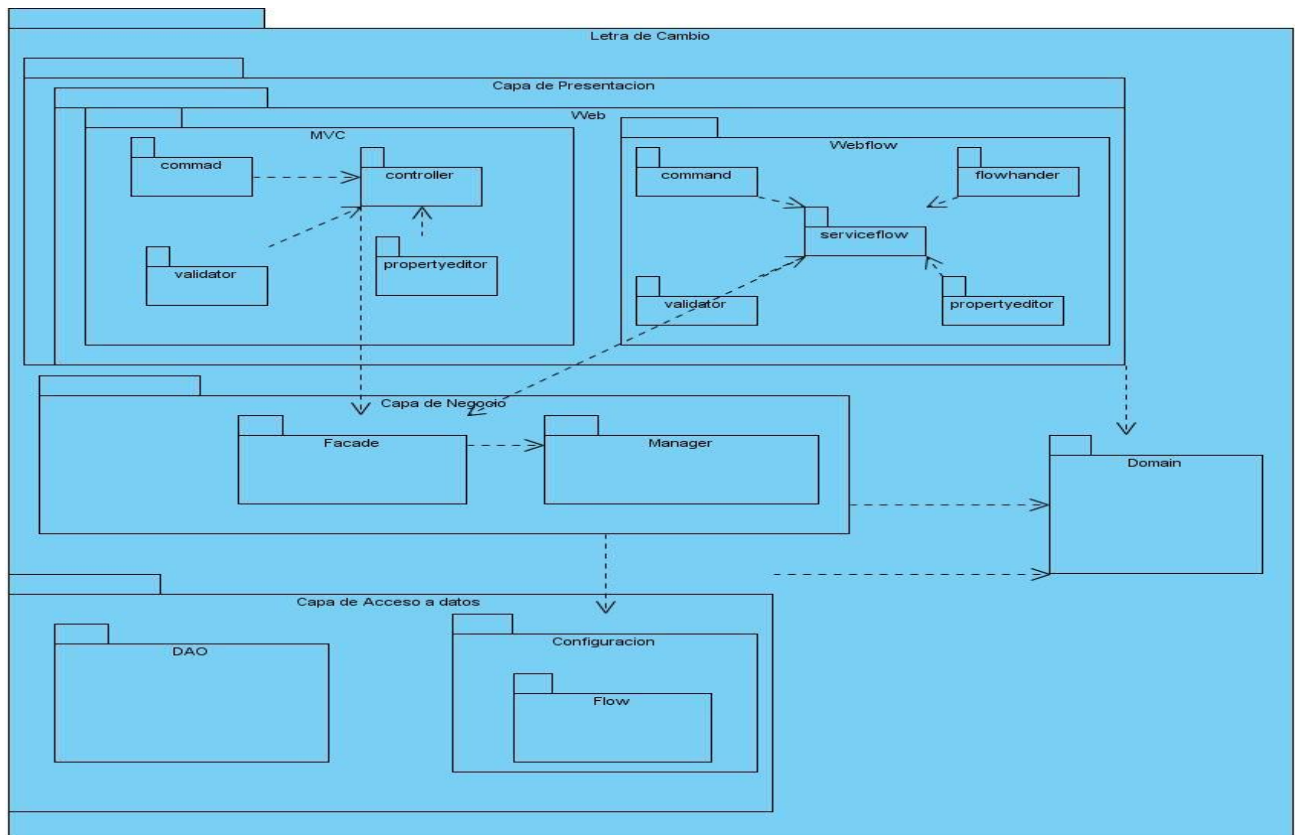 Letra de Cambio
Capa de Presentacion
Web
MVC
commad
controller
validator
propertyeditor
Webflow
command
flowhander
serviceflow
validator
propertyeditor
Capa de Negocio
Facade
Manager
Domain
Capa de Acceso a datos
DAO
Configuracion
Flow